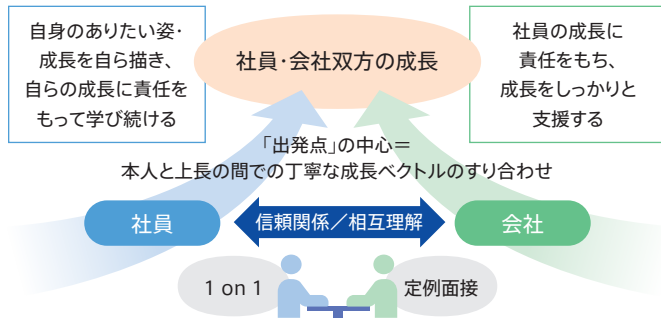 自身のありたい姿・
成長を自ら描き、
自らの成長に責任を
もって学び続ける
社員・会社双方の成長
社員の成長に
責任をもち、
成長をしっかりと
支援する
「出発点」の中心＝
本人と上長の間での丁寧な成長ベクトルのすり合わせ
社員
信頼関係／相互理解
会社
1 on 1
定例面接